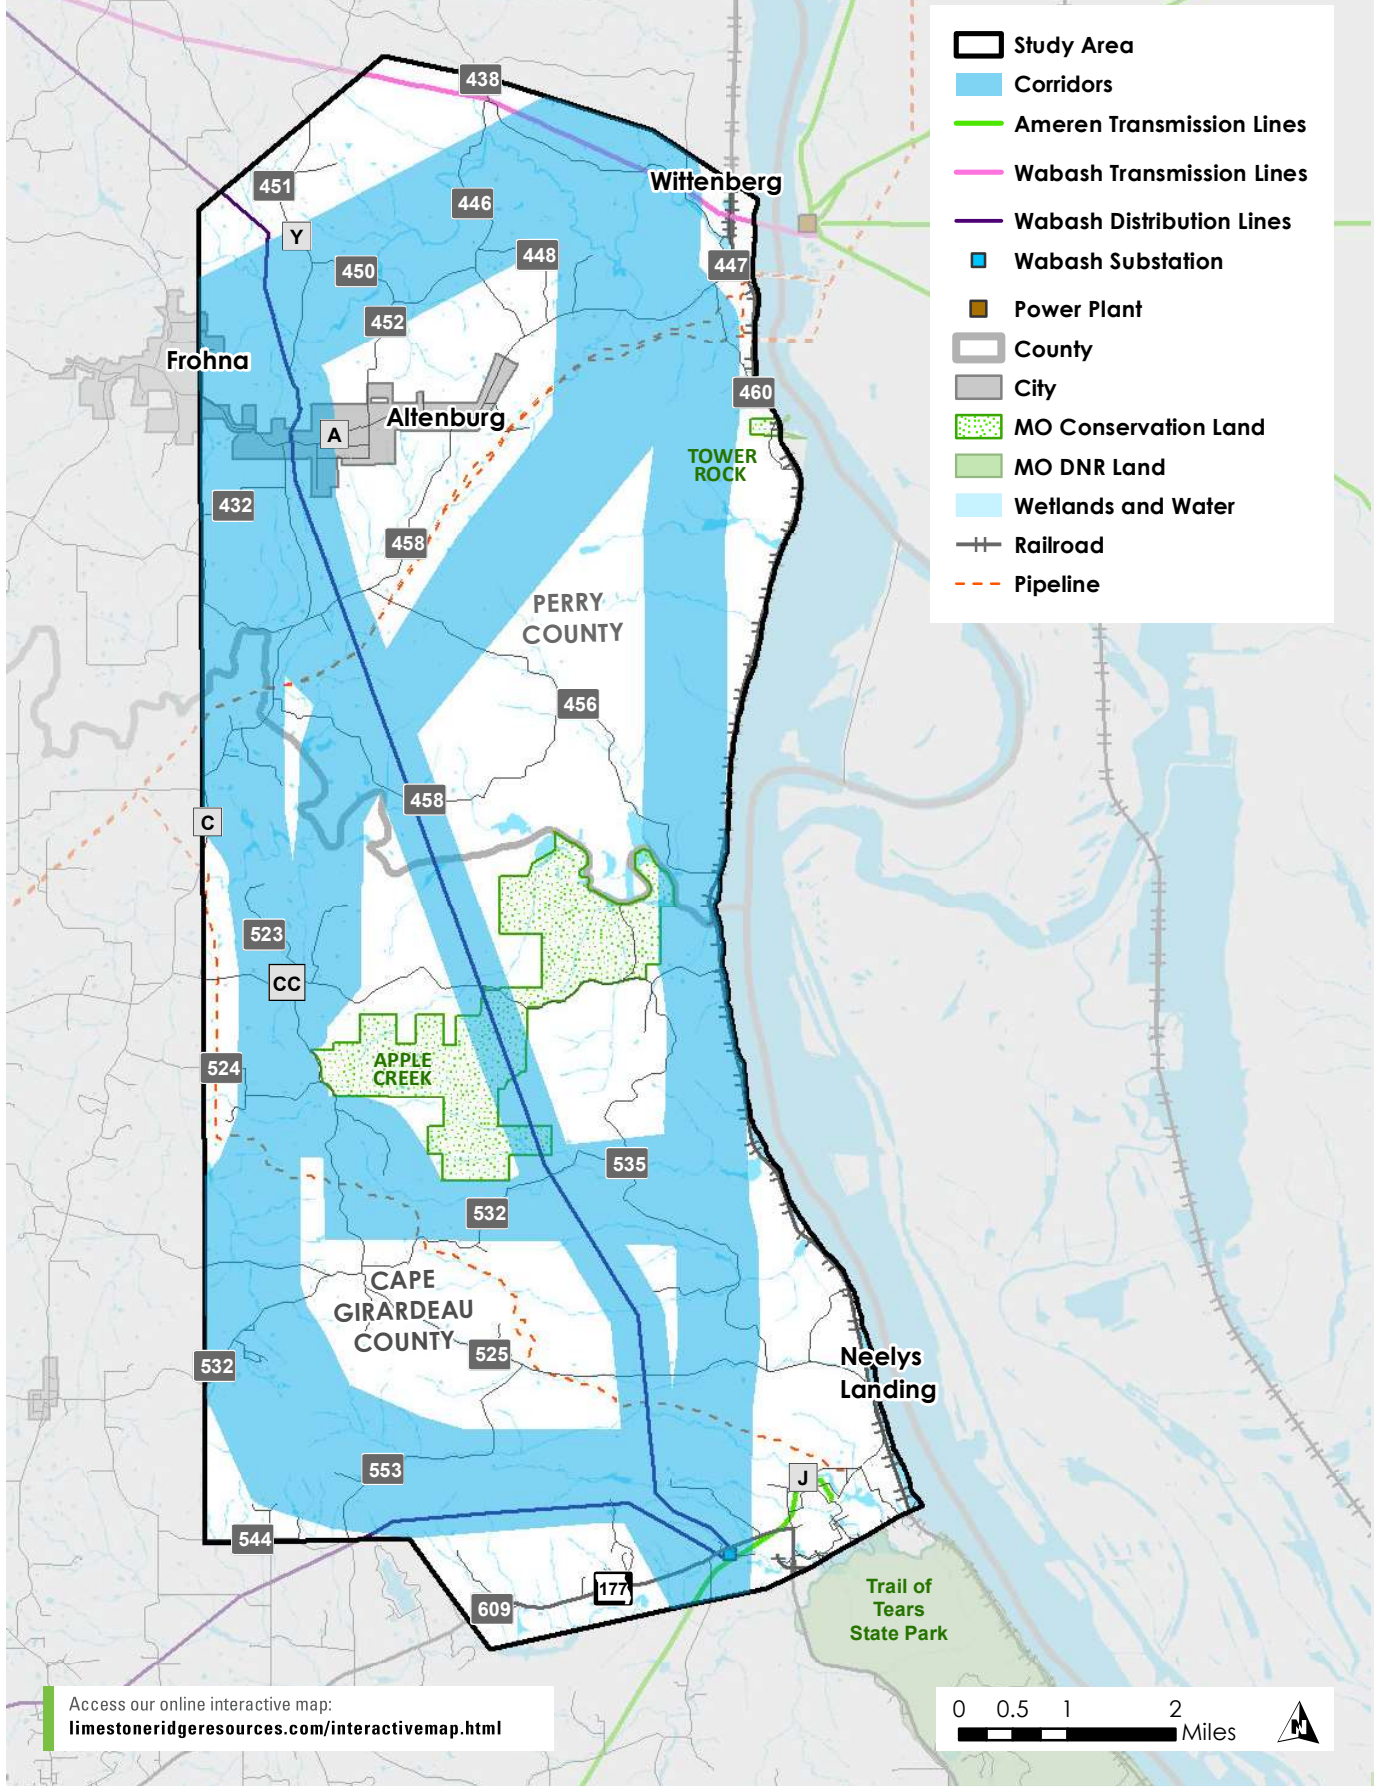 Study Area
Corridors
Ameren Transmission Lines
Wabash Transmission Lines
Wabash Distribution Lines
Wabash Substation
Power Plant
County
City
MO Conservation Land
MO DNR Land
Wetlands and Water
Railroad
Pipeline
438
Wittenberg
451
446
Y
448
447
450
452
Frohna
460
Altenburg
A
TOWER
ROCK
432
458
PERRY
COUNTY
456
458
C
523
CC
APPLE
CREEK
524
535
532
CAPE
GIRARDEAU
COUNTY
525
532
Neelys
Landing
553
J
544
177
609
Trail of
Tears
State Park
Access our online interactive map:
limestoneridgeresources.com/interactivemap.html
0 0.5 1 2
Miles
N